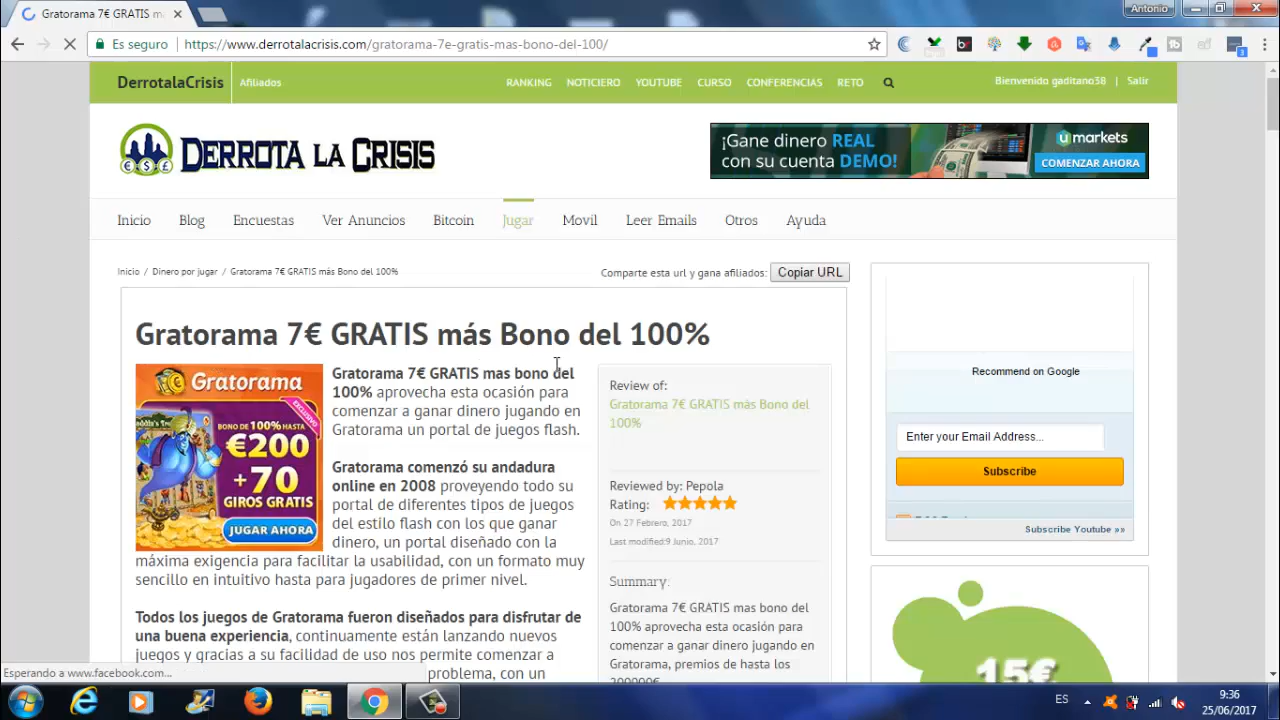 Gratorama 7€ GRATIS m
Antonio
Es seguro
https://www.derrotalacrisis.com/gratorama-7e-gratis-mas-bono-del-100/
DerrotalaCrisis
Afiliados
RANKING
NOTICIERO
YOUTUBE
CURSO
CONFERENCIAS
RETO
Bienvenido gaditano38 | Salir
DERROTA LA CRISIS
¡Gane dinero REAL
con su cuenta DEMO!
umarkets
COMENZAR AHORA
Inicio
Blog
Encuestas
Ver Anuncios
Bitcoin
Jugar
Movil
Leer Emails
Otros
Ayuda
Inicio / Dinero por jugar / Gratorama 7€ GRATIS más Bono del 100%
Comparte esta url y gana afiliados:
Copiar URL
Gratorama 7€ GRATIS más Bono del 100%
Gratorama
EXCLUSIVO
BONO DE 100% HASTA
€200
+70
GIROS GRATIS
JUGAR AHORA
Gratorama 7€ GRATIS mas bono del
100% aprovecha esta ocasión para
comenzar a ganar dinero jugando en
Gratorama un portal de juegos flash.
Gratorama comenzó su andadura
online en 2008 proveyendo todo su
portal de diferentes tipos de juegos
del estilo flash con los que ganar
dinero, un portal diseñado con la
máxima exigencia para facilitar la usabilidad, con un formato muy
sencillo en intuitivo hasta para jugadores de primer nivel.
Todos los juegos de Gratorama fueron diseñados para disfrutar de
una buena experiencia, continuamente están lanzando nuevos
juegos y gracias a su facilidad de uso nos permite comenzar a
problema, con un
Review of:
Gratorama 7€ GRATIS más Bono del
100%
Reviewed by: Pepola
Rating:
On 27 Febrero, 2017
Last modified:9 Junio, 2017
Summary:
Gratorama 7€ GRATIS mas bono del
100% aprovecha esta ocasión para
comenzar a ganar dinero jugando en
Gratorama, premios de hasta los
200000€
Recommend on Google
Enter your Email Address...
Subscribe
Subscribe Youtube »»
15€
Esperando a www.facebook.com...
ES
9:36
25/06/2017